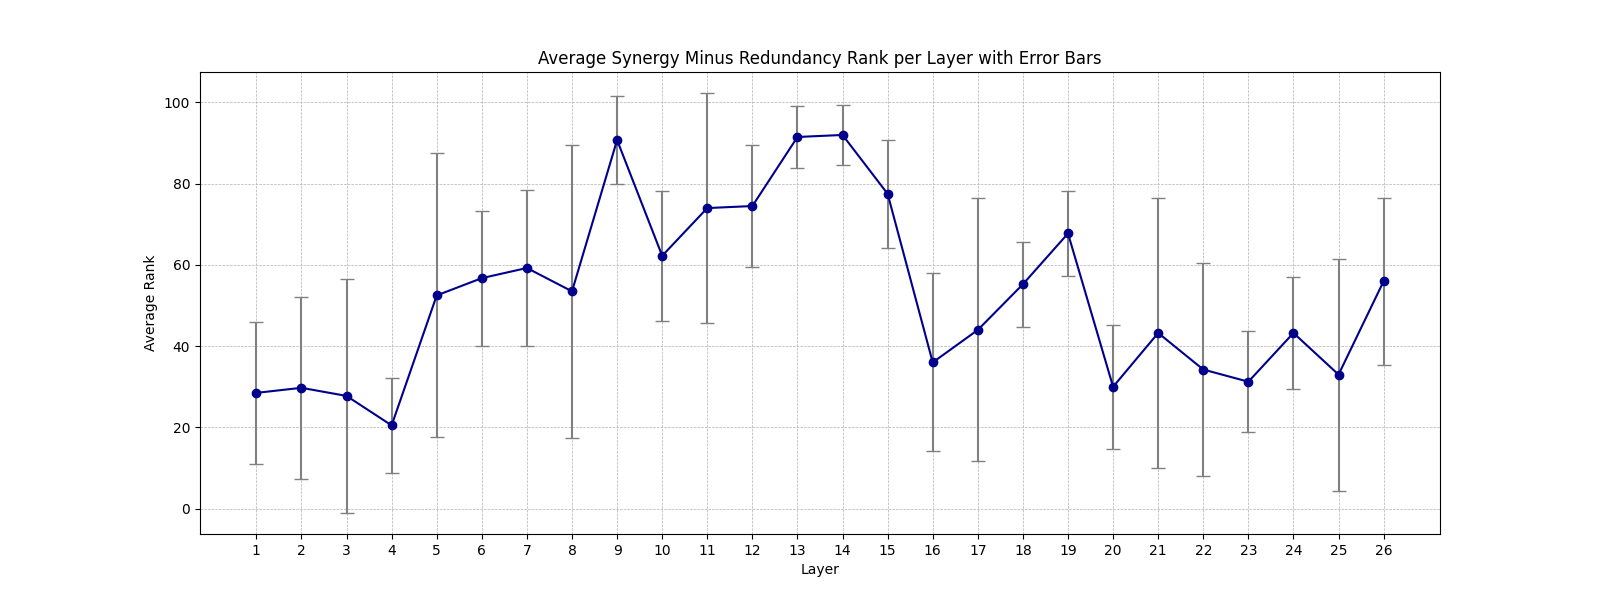 Average Synergy Minus Redundancy Rank per Layer with Error Bars
100
80
60
40
20
0
Average Rank
1 2 3 4 5 6 7 8 9 10 11 12 13 14 15 16 17 18 19 20 21 22 23 24 25 26
Layer